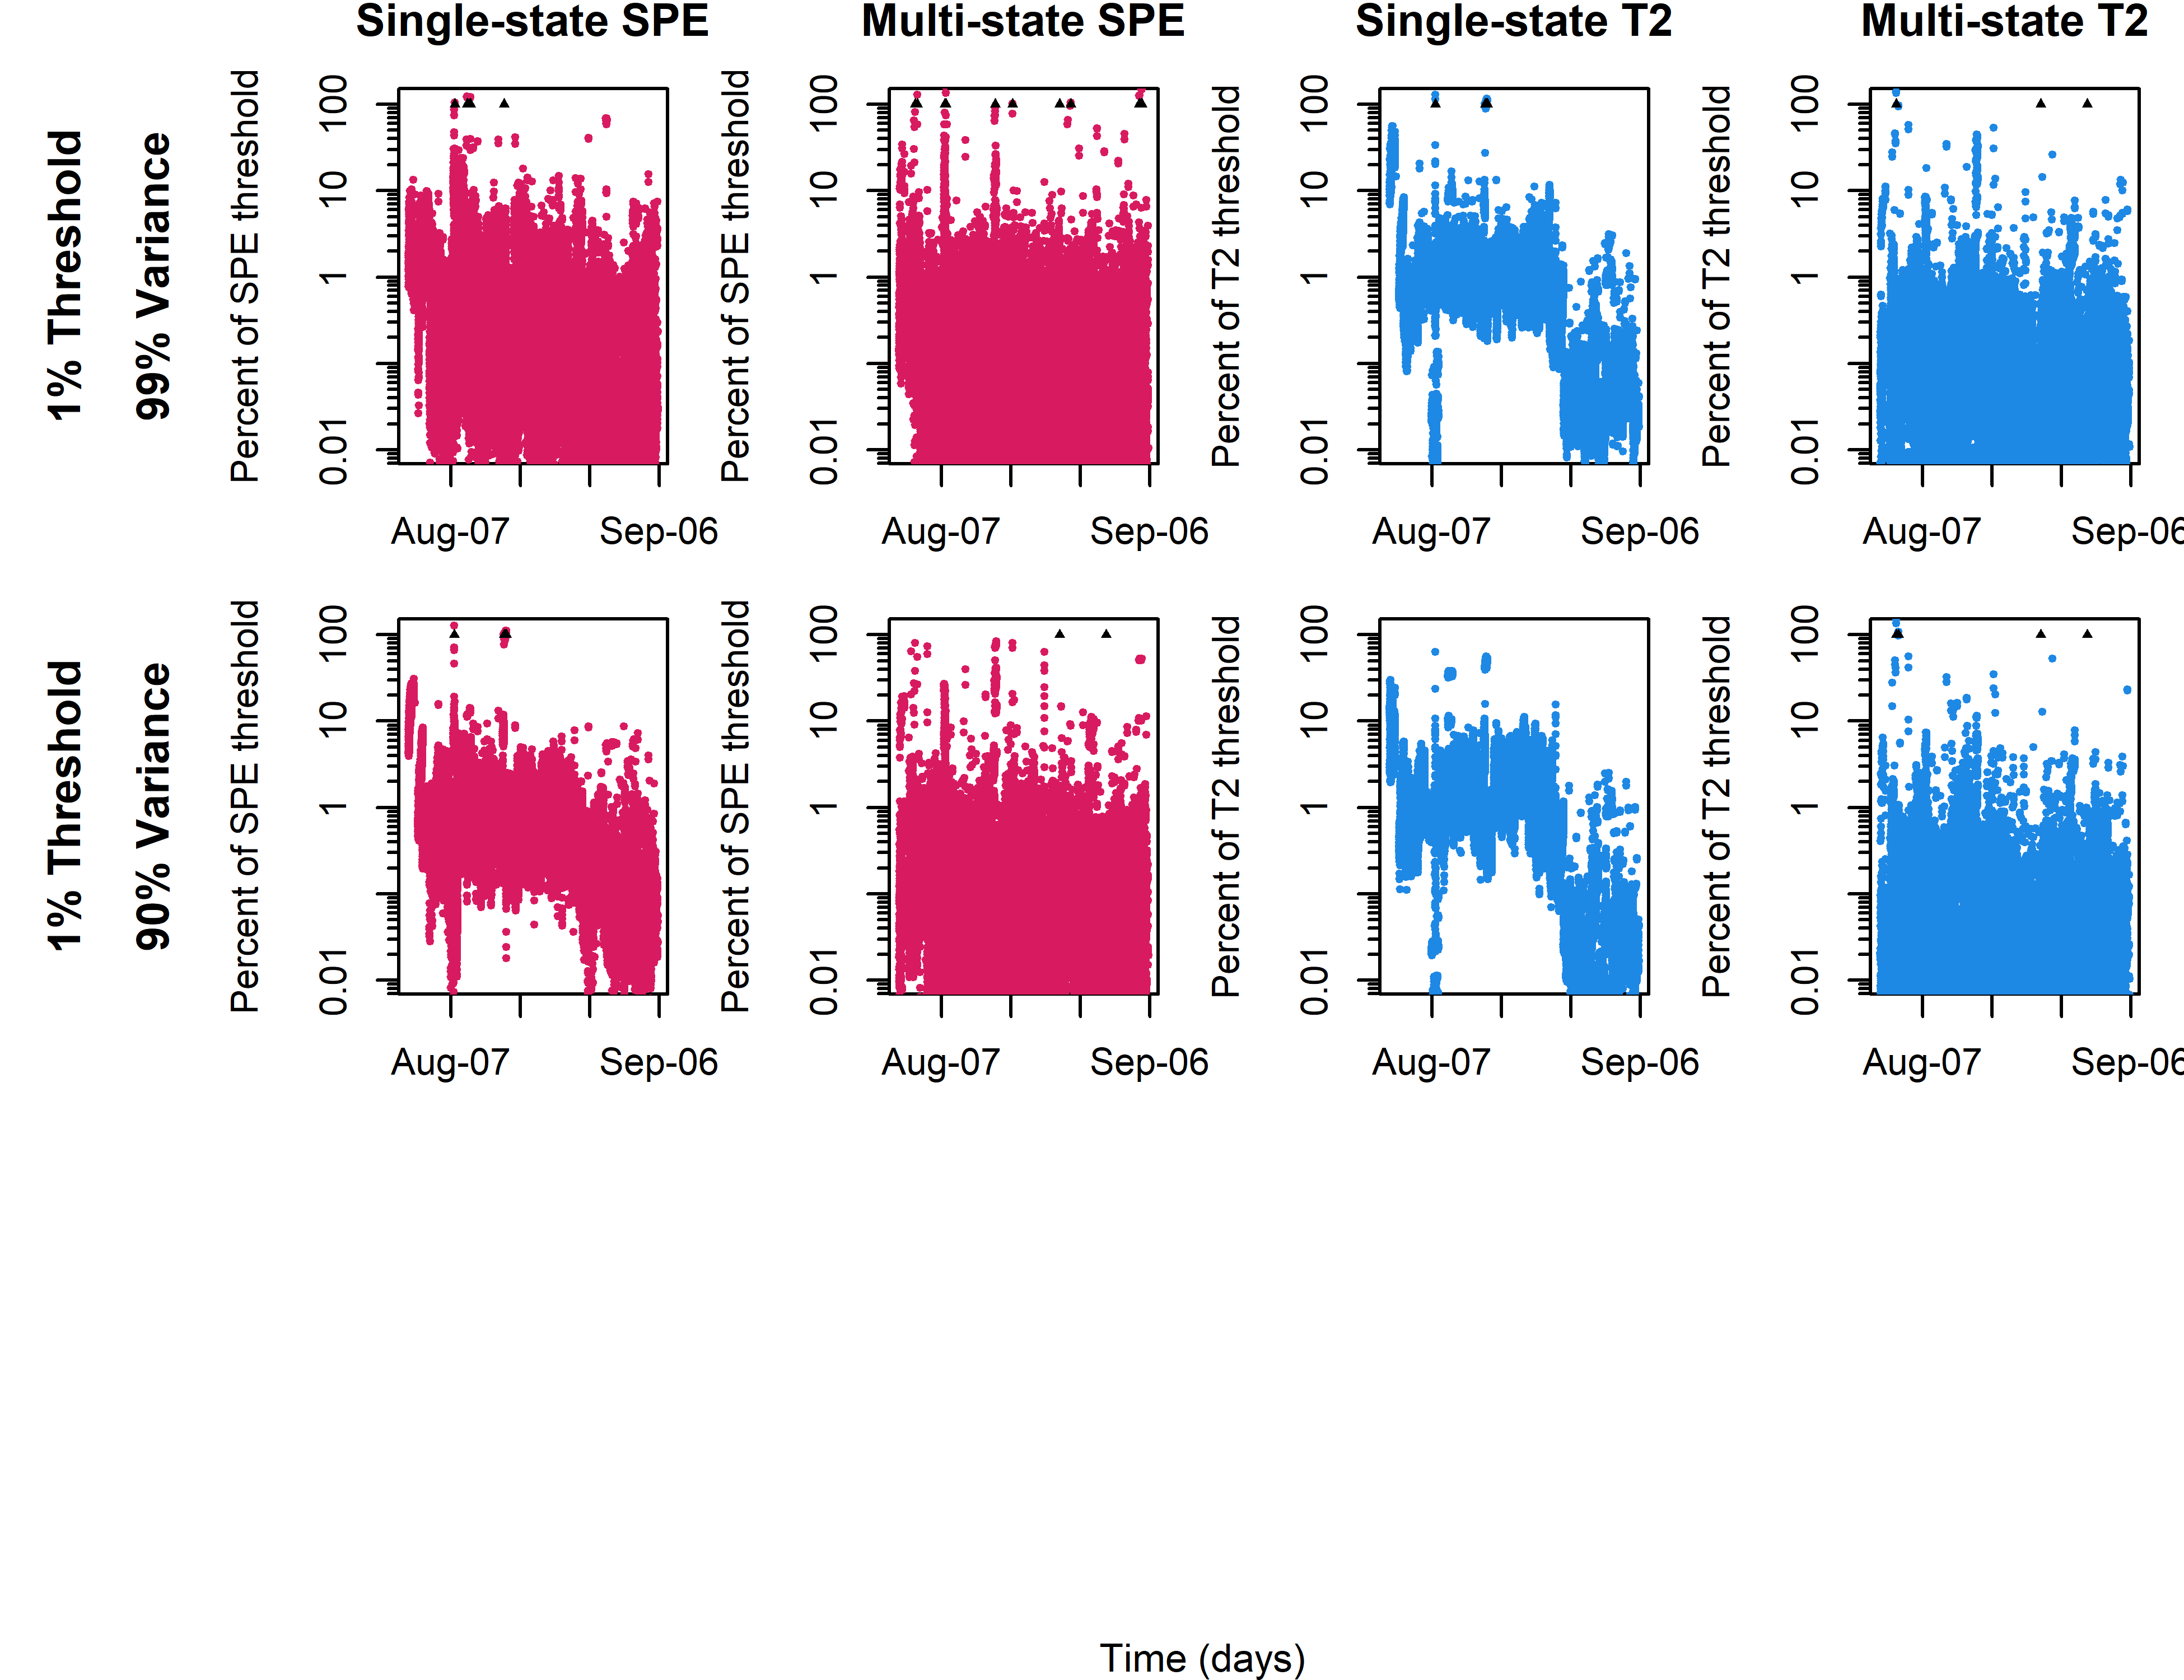 Single-state SPE
Multi-state SPE
Single-state T2
Multi-state T2
1% Threshold
99% Variance
Percent of SPE threshold
100
10
1
0.01
Aug-07
Sep-06
Percent of SPE threshold
100
10
1
0.01
Aug-07
Sep-06
Percent of T2 threshold
100
10
1
0.01
Aug-07
Sep-06
Percent of T2 threshold
100
10
1
0.01
Aug-07
Sep-06
1% Threshold
90% Variance
Percent of SPE threshold
100
10
1
0.01
Aug-07
Sep-06
Percent of SPE threshold
100
10
1
0.01
Aug-07
Sep-06
Percent of T2 threshold
100
10
1
0.01
Aug-07
Sep-06
Percent of T2 threshold
100
10
1
0.01
Aug-07
Sep-06
Time (days)